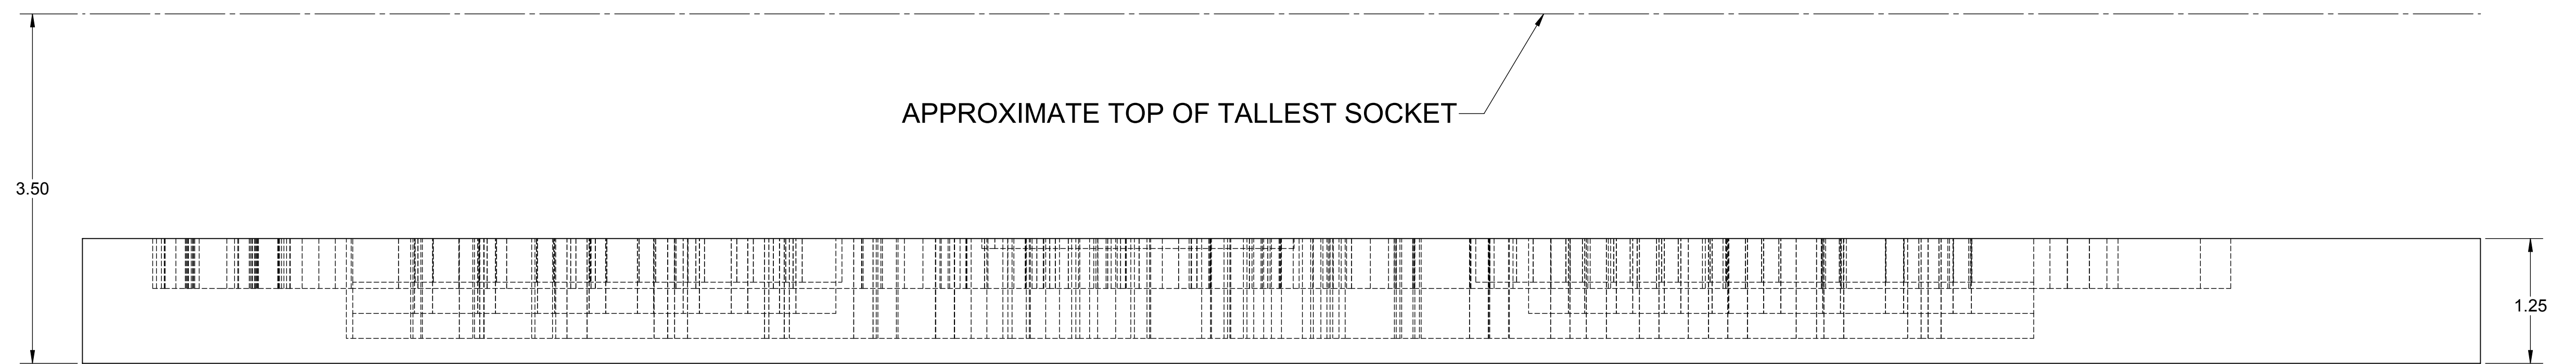 APPROXIMATE TOP OF TALLEST SOCKET
3.50
1.25